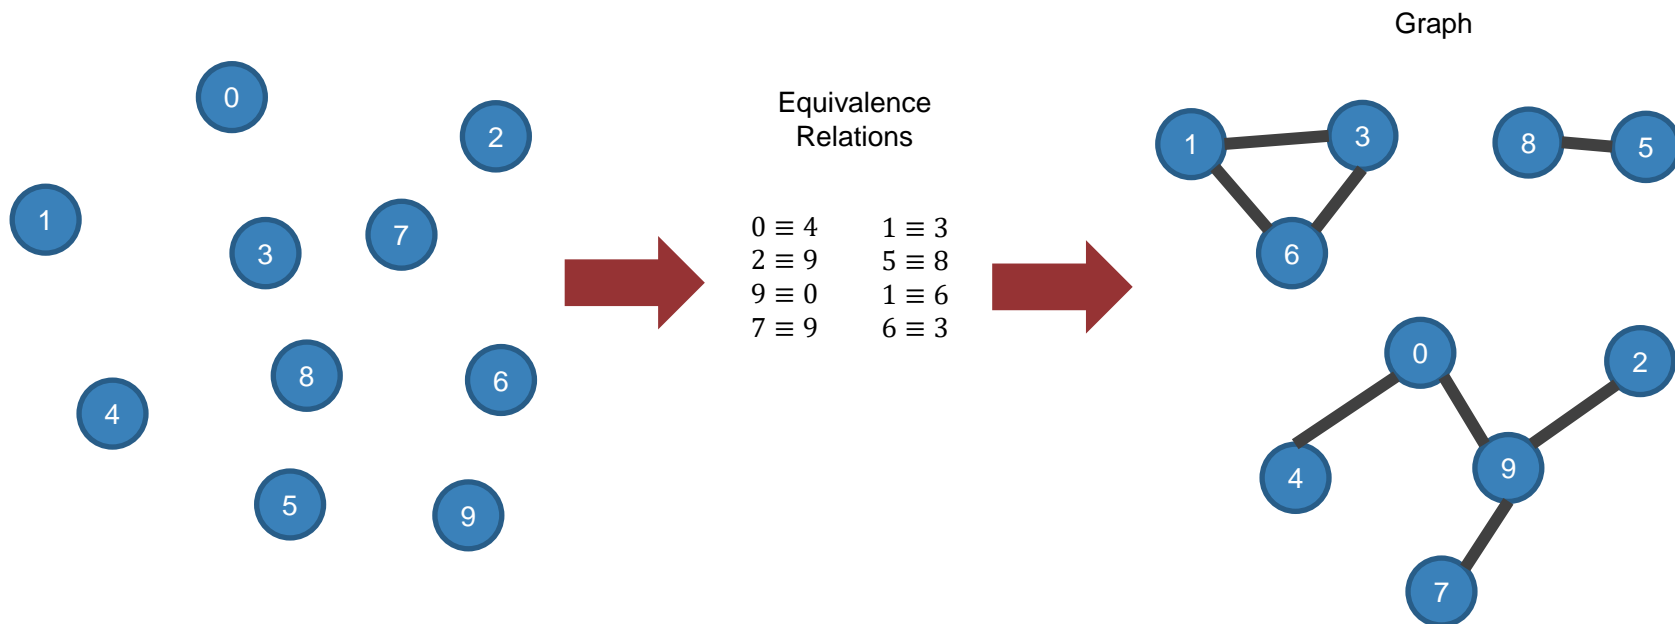 Graph
0
2
1
3
7
8
6
4
5
9
Equivalence
Relations
0 ≡ 4 1 ≡ 3
2 ≡ 9 5 ≡ 8
9 ≡ 0 1 ≡ 6
7 ≡ 9 6 ≡ 3
1
3
6
8
5
0
2
4
9
7